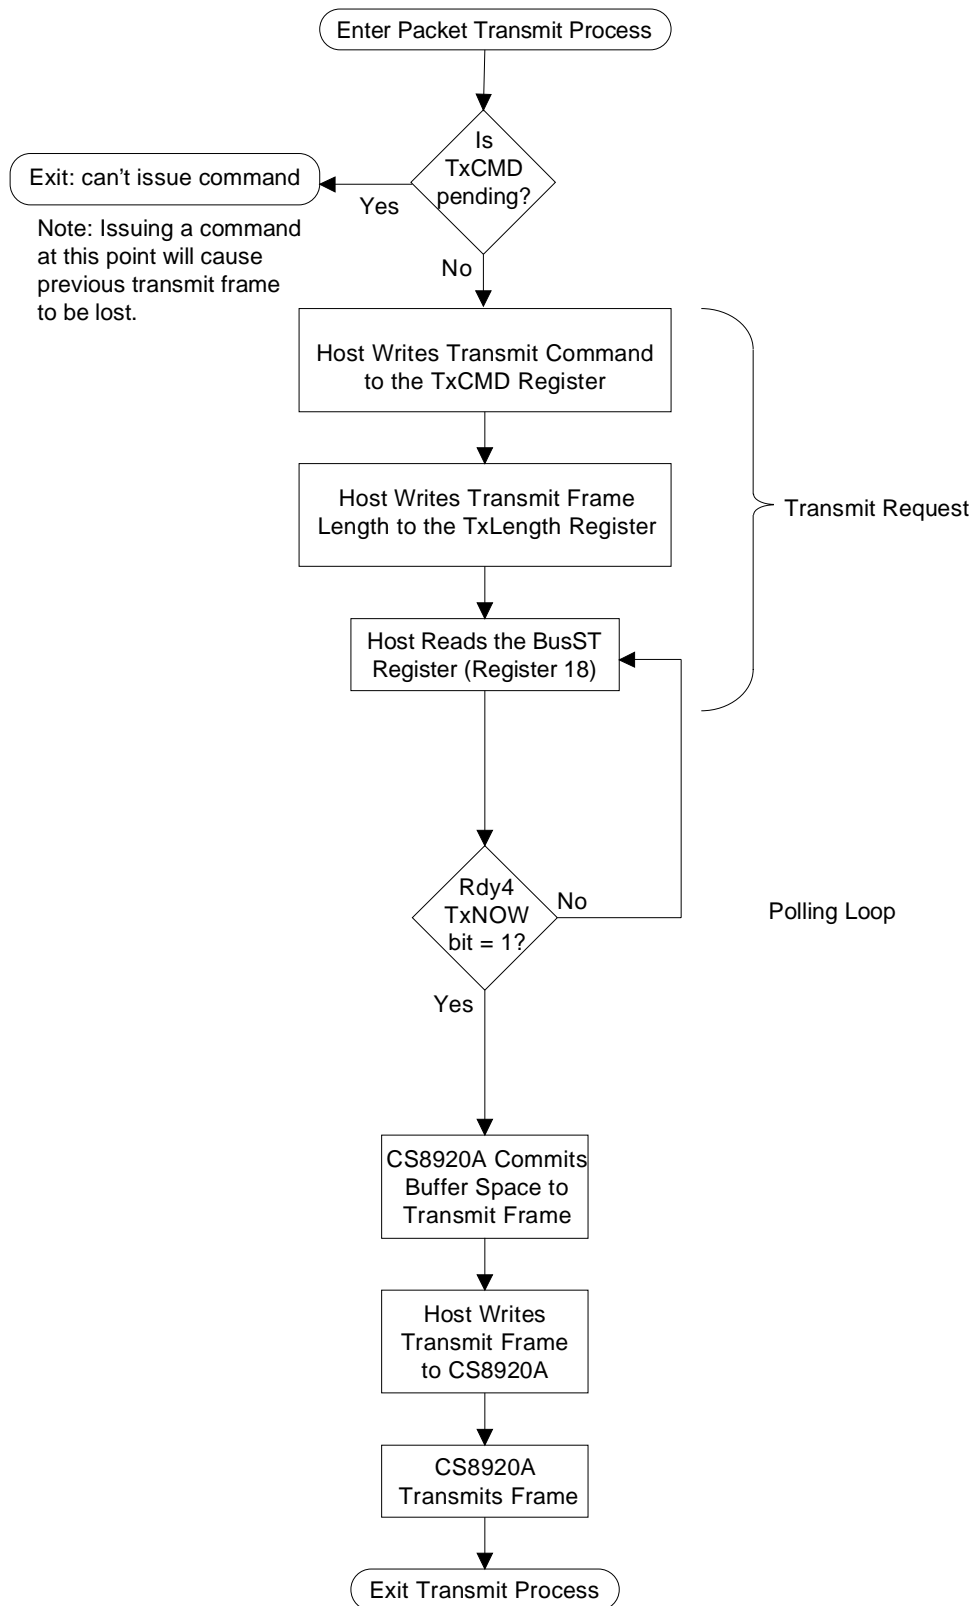 Enter Packet Transmit Process
Is
TxCMD
pending?
Exit: can't issue command
Yes
Note: Issuing a command
at this point will cause
previous transmit frame
to be lost.
No
Host Writes Transmit Command
to the TxCMD Register
Host Writes Transmit Frame
Length to the TxLength Register
Transmit Request
Host Reads the BusST
Register (Register 18)
Rdy4
TxNOW
bit = 1?
No
Polling Loop
Yes
CS8920A Commits
Buffer Space to
Transmit Frame
Host Writes
Transmit Frame
to CS8920A
CS8920A
Transmits Frame
Exit Transmit Process